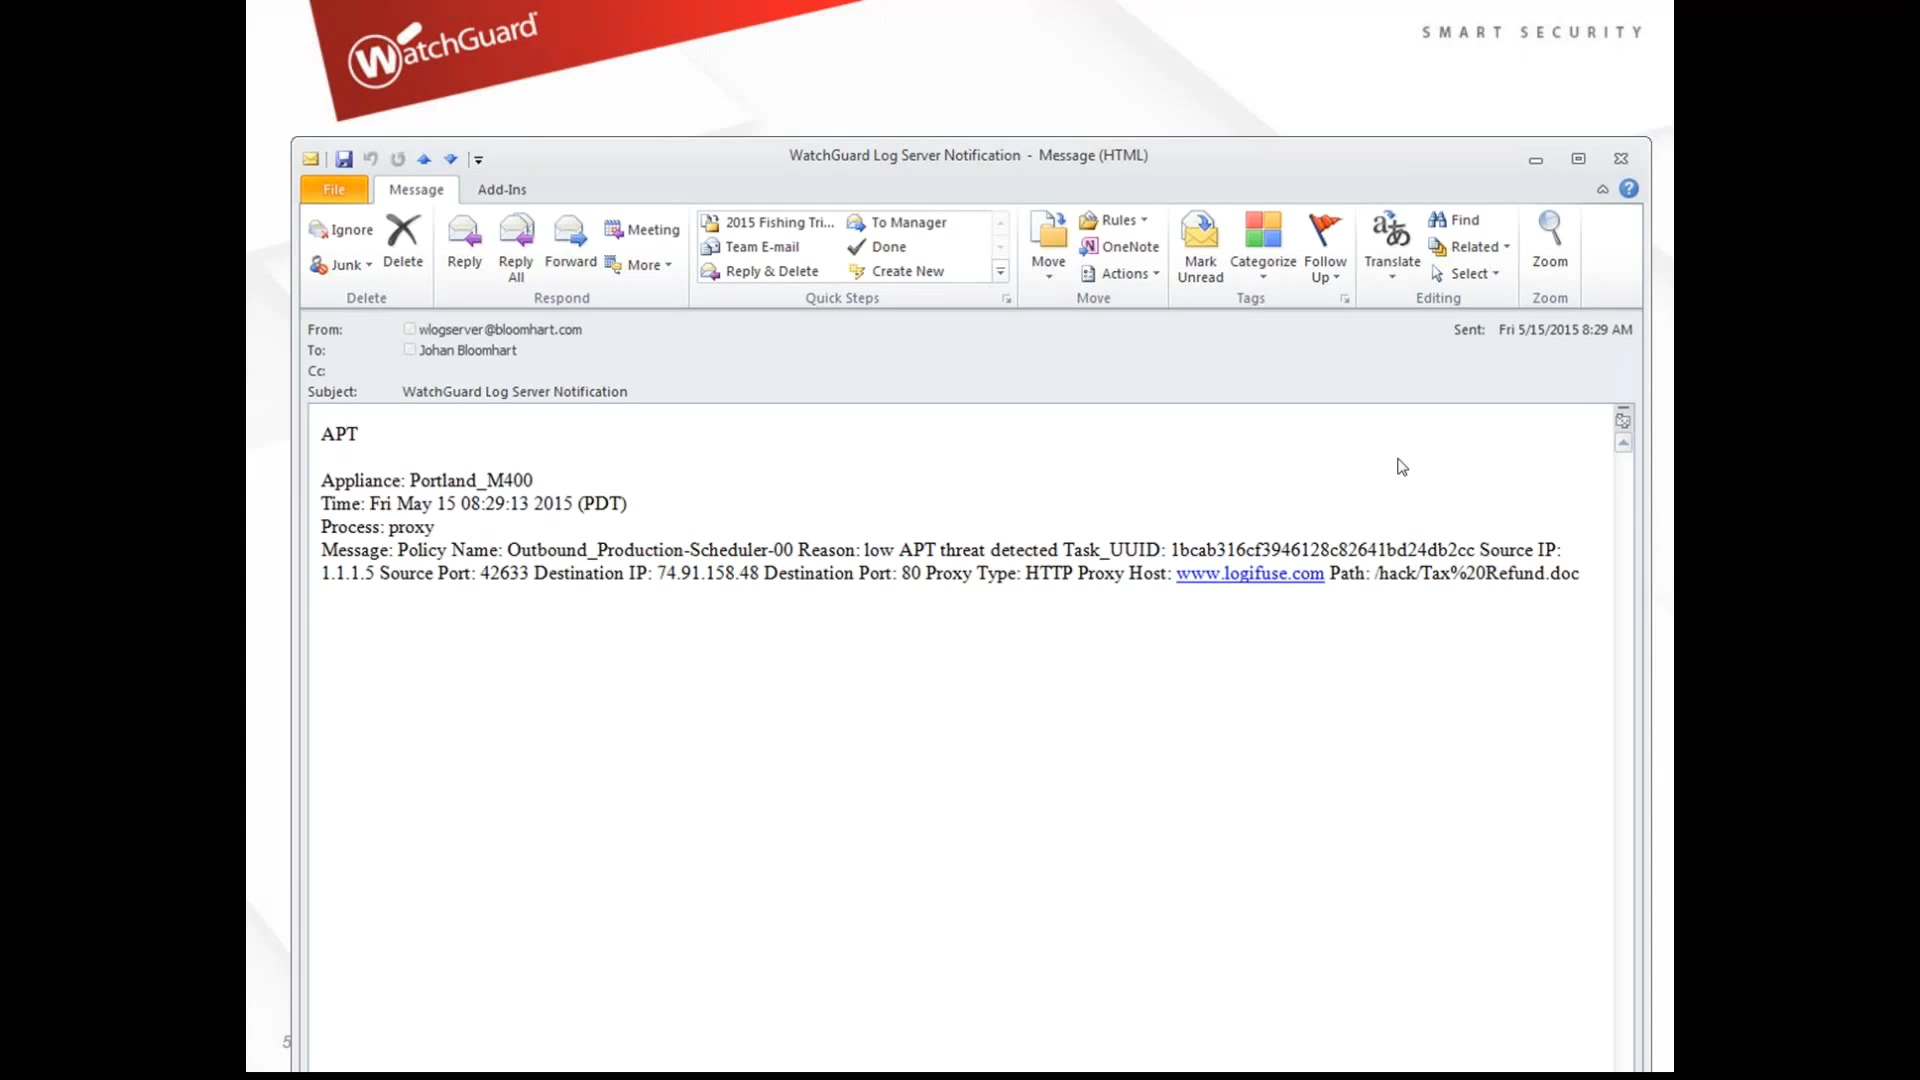 WatchGuard
SMART SECURITY
WatchGuard Log Server Notification - Message (HTML)
File Message Add-Ins
Ignore
Junk
Delete
Delete
Reply
Reply All
Forward
Meeting
More
Respond
2015 Fishing Tri...
Team E-mail
Reply & Delete
To Manager
Done
Create New
Quick Steps
Move
Rules
OneNote
Actions
Move
Mark Unread
Categorize
Follow Up
Tags
Translate
Find
Related
Select
Editing
Zoom
Zoom
From: wlogserver@bloomhart.com
Sent: Fri 5/15/2015 8:29 AM
To: Johan Bloomhart
Cc:
Subject: WatchGuard Log Server Notification
APT
Appliance: Portland_M400
Time: Fri May 15 08:29:13 2015 (PDT)
Process: proxy
Message: Policy Name: Outbound_Production-Scheduler-00 Reason: low APT threat detected Task_UUID: 1bcab316cf3946128c82641bd24db2cc Source IP:
1.1.1.5 Source Port: 42633 Destination IP: 74.91.158.48 Destination Port: 80 Proxy Type: HTTP Proxy Host: www.logifuse.com Path: /hack/Tax%20Refund.doc
5